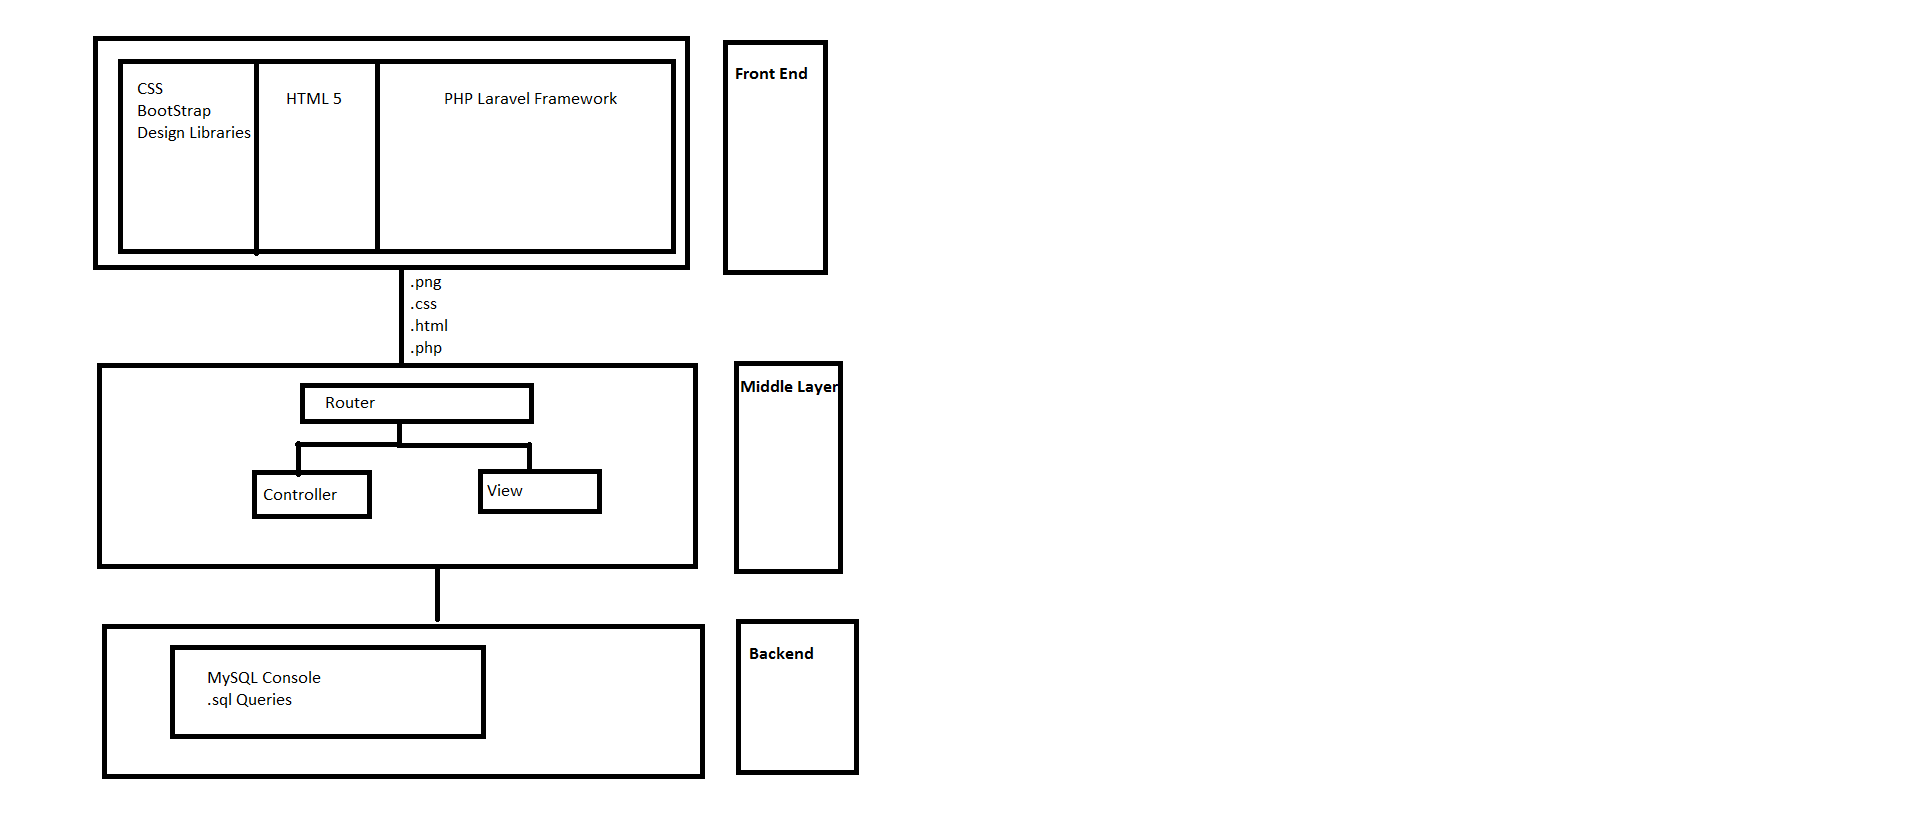 CSS
BootStrap
Design Libraries
HTML 5
PHP Laravel Framework
Front End
.png
.css
.html
.php
Router
Controller
View
Middle Layer
MySQL Console
.sql Queries
Backend